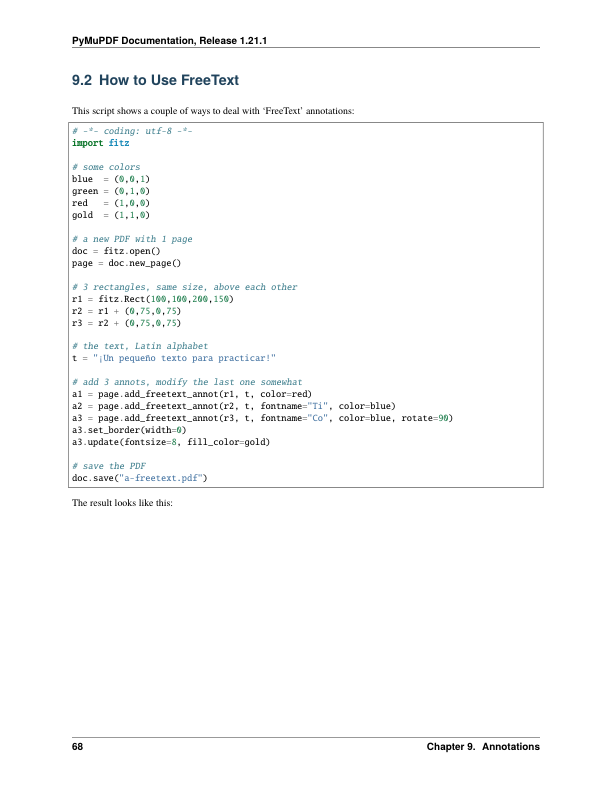 PyMuPDF Documentation, Release 1.21.1
9.2 How to Use FreeText
This script shows a couple of ways to deal with ‘FreeText’ annotations:
# -*- coding: utf-8 -*-
import fitz
# some colors
blue  = (0,0,1)
green = (0,1,0)
red   = (1,0,0)
gold  = (1,1,0)
# a new PDF with 1 page
doc = fitz.open()
page = doc.new_page()
# 3 rectangles, same size, above each other
r1 = fitz.Rect(100,100,200,150)
r2 = r1 + (0,75,0,75)
r3 = r2 + (0,75,0,75)
# the text, Latin alphabet
t = "¡Un pequeño texto para practicar!"
# add 3 annots, modify the last one somewhat
a1 = page.add_freetext_annot(r1, t, color=red)
a2 = page.add_freetext_annot(r2, t, fontname="Ti", color=blue)
a3 = page.add_freetext_annot(r3, t, fontname="Co", color=blue, rotate=90)
a3.set_border(width=0)
a3.update(fontsize=8, fill_color=gold)
# save the PDF
doc.save("a-freetext.pdf")
The result looks like this:
68 Chapter 9. Annotations